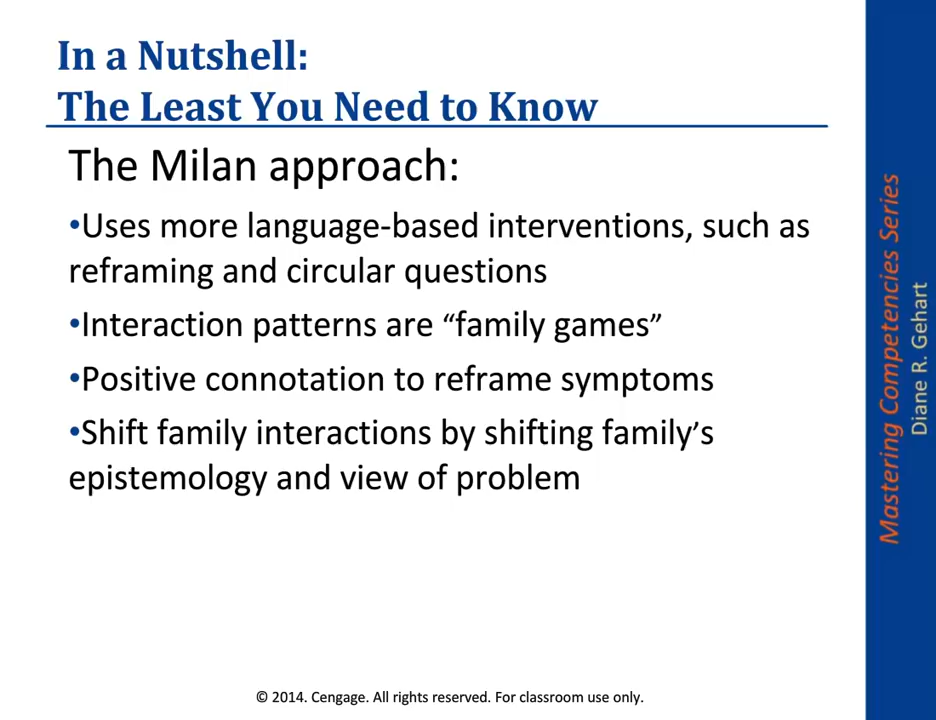 In a Nutshell:
The Least You Need to Know
The Milan approach:
•Uses more language-based interventions, such as
reframing and circular questions
•Interaction patterns are “family games”
•Positive connotation to reframe symptoms
•Shift family interactions by shifting family’s
epistemology and view of problem
Mastering Competencies Series
Diane R. Gehart
© 2014. Cengage. All rights reserved. For classroom use only.